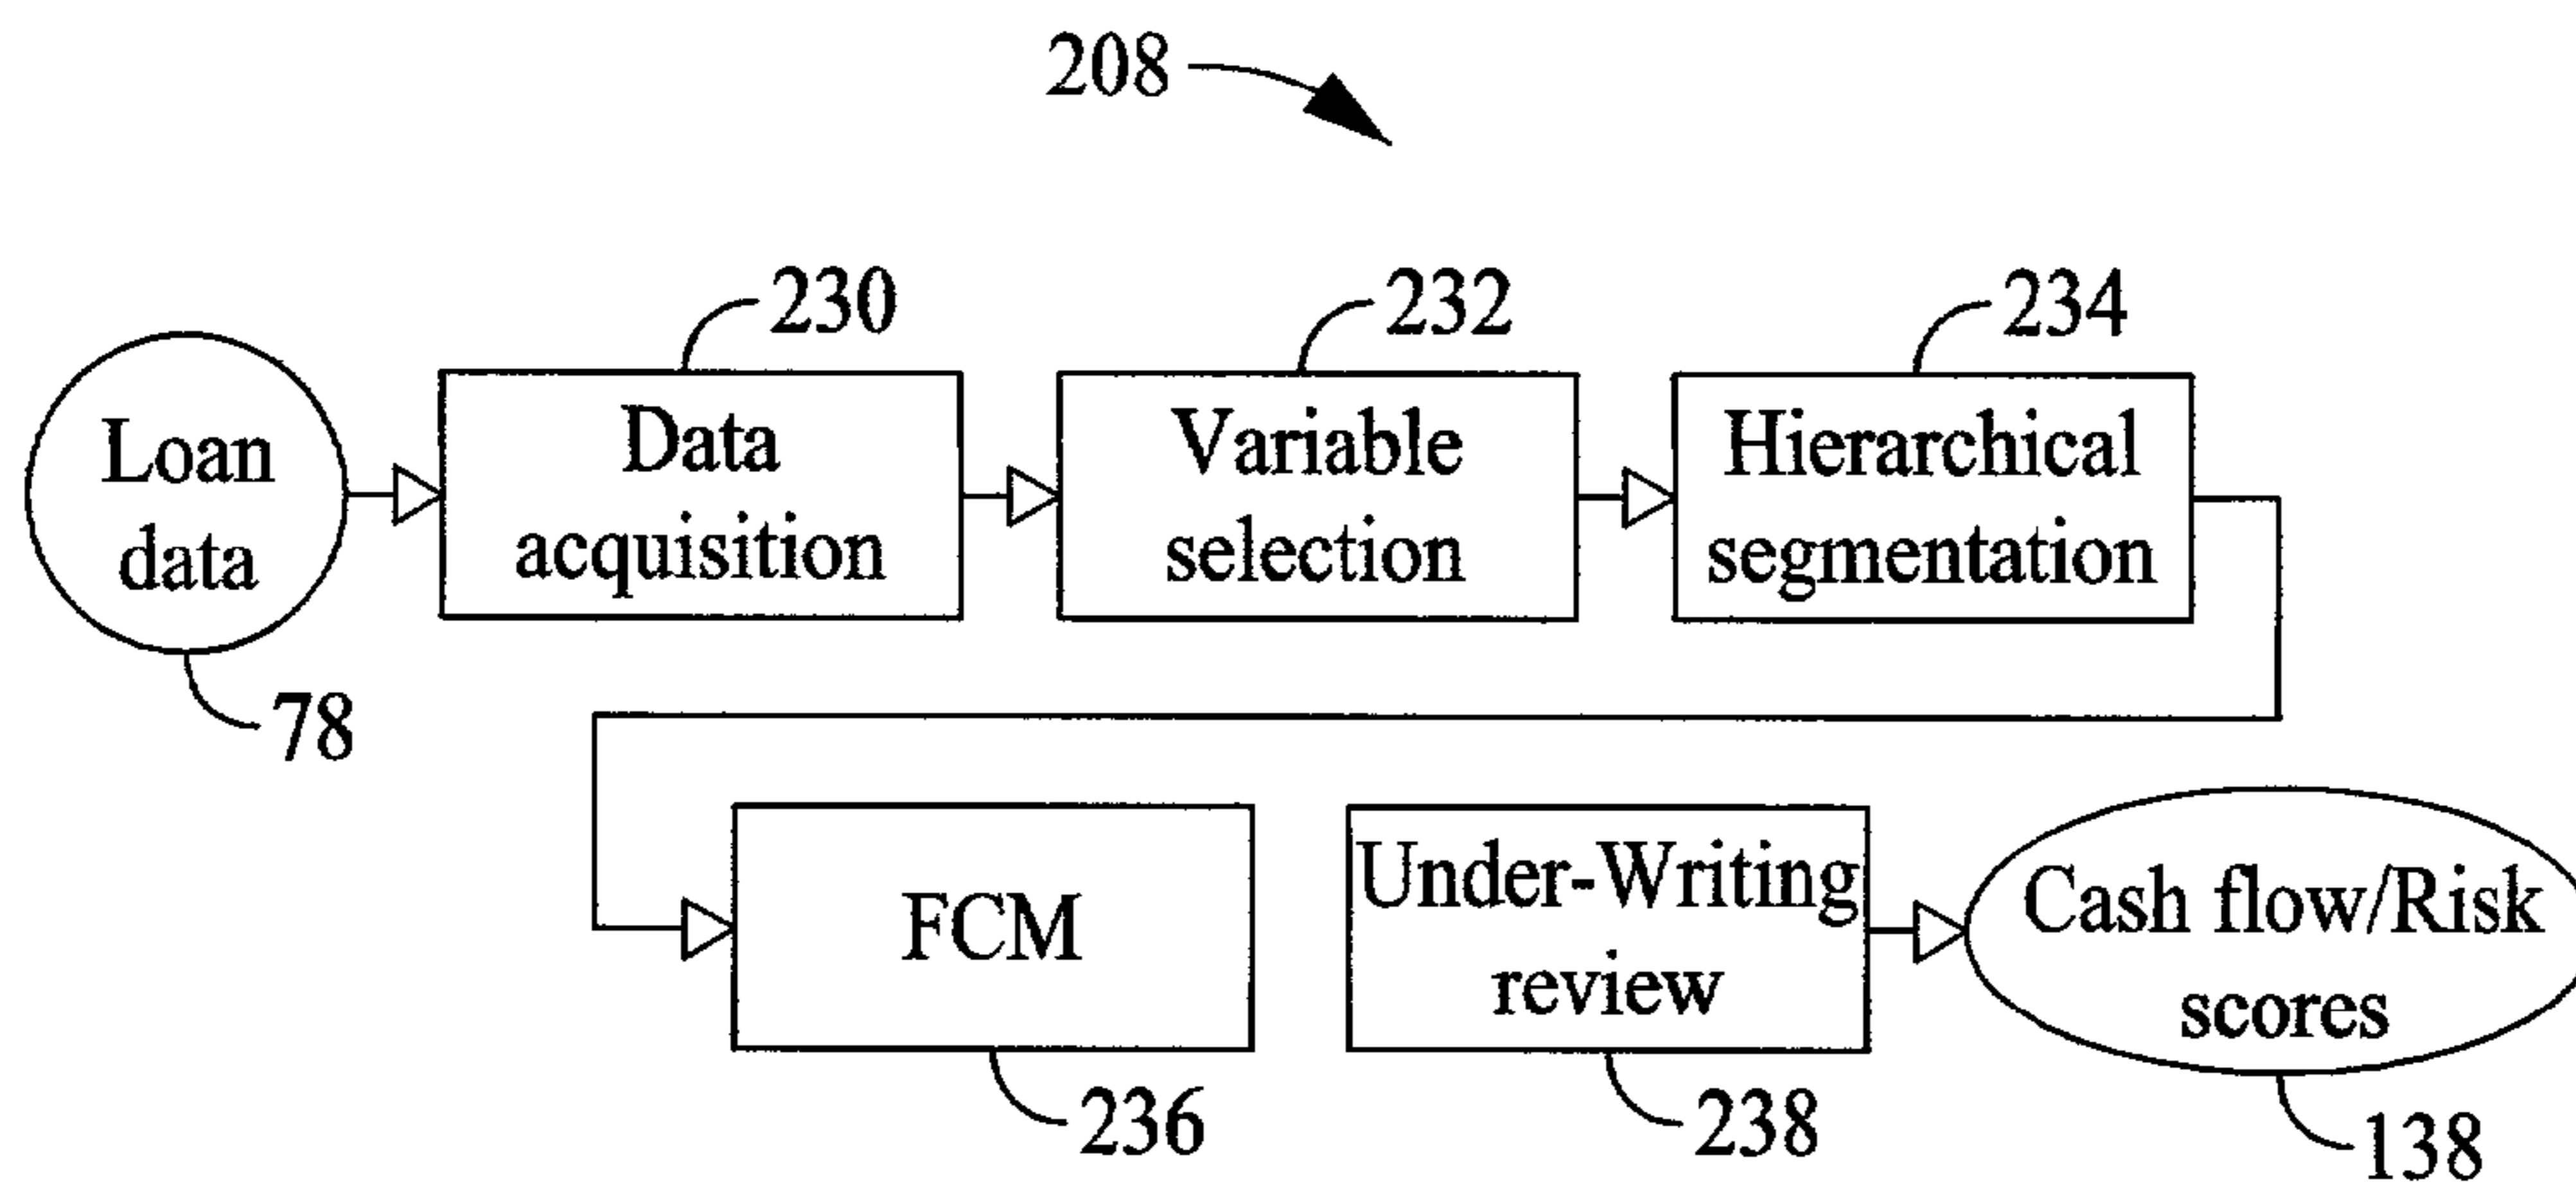 208
230
232
234
Loan
data
Data
acquisition
Variable
selection
Hierarchical
segmentation
78
FCM
Under-Writing
review
Cash flow/Risk
scores
236
238
138